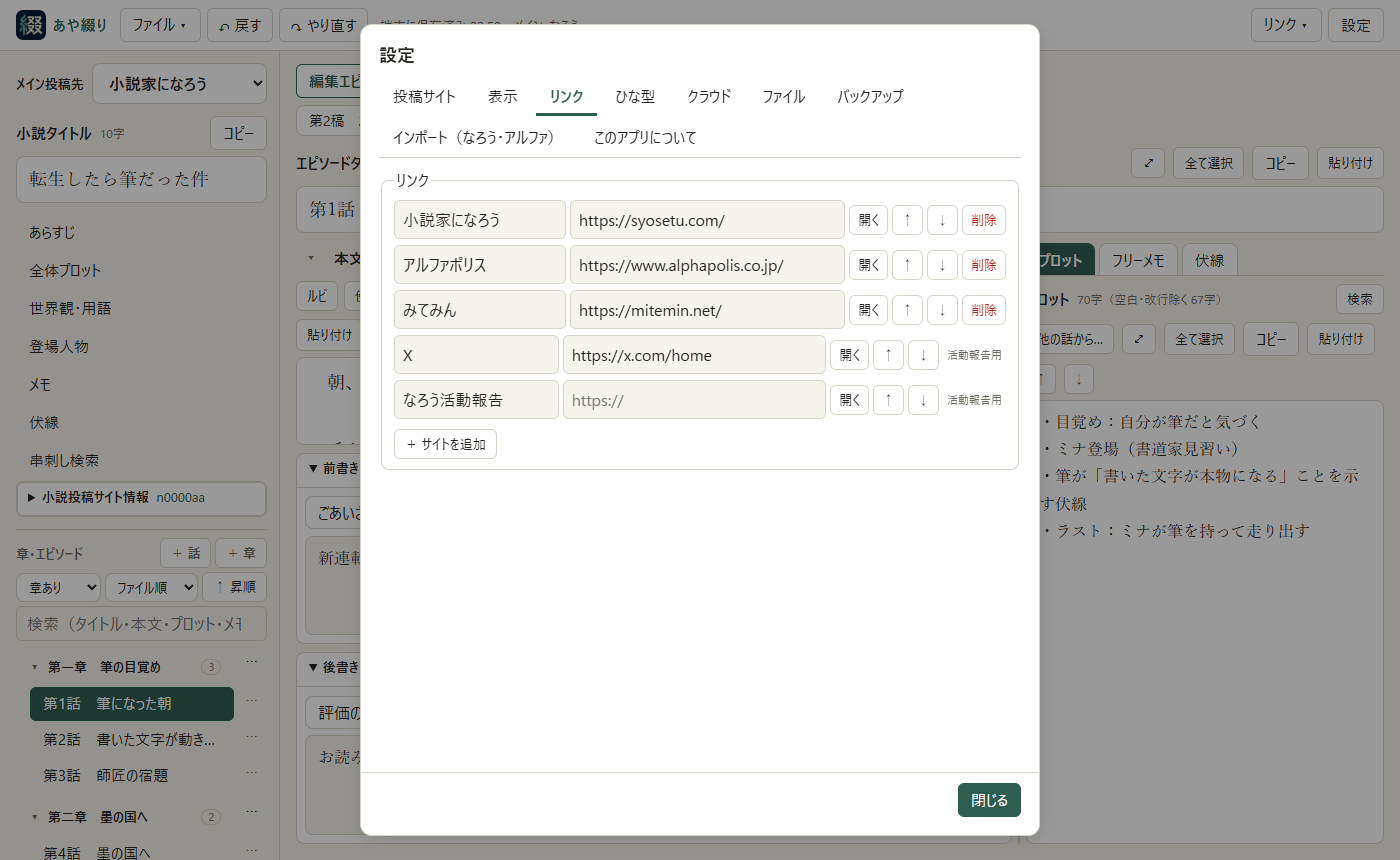 綴 あや綴り ファイル▾ 戻す やり直す リンク▾ 設定
メイン投稿先 小説家になろう
小説タイトル 10字 コピー
転生したら筆だった件
あらすじ
全体プロット
世界観・用語
登場人物
メモ
伏線
串刺し検索
▶ 小説投稿サイト情報 n0000aa
章・エピソード ＋ 話 ＋ 章
章あり ファイル順 ↑ 昇順
検索（タイトル・本文・プロット・メモ
▾ 第一章　筆の目覚め 3 …
第1話　筆になった朝 …
第2話　書いた文字が動き… …
第3話　師匠の宿題 …
▾ 第二章　墨の国へ 2 …
第4話　墨の国へ …
編集エピ
第2稿
エピソードタ
第1話
▾ 本文
ルビ
貼り付け
朝、
▼ 前書き
ごあいさ
新連載
▼ 後書き
評価の
お読み
設定
投稿サイト 表示 リンク ひな型 クラウド ファイル バックアップ
インポート（なろう・アルファ） このアプリについて
リンク
小説家になろう https://syosetu.com/ 開く ↑ ↓ 削除
アルファポリス https://www.alphapolis.co.jp/ 開く ↑ ↓ 削除
みてみん https://mitemin.net/ 開く ↑ ↓ 削除
X https://x.com/home 開く ↑ ↓ 活動報告用
なろう活動報告 https:// 開く ↑ ↓ 活動報告用
＋ サイトを追加
閉じる
⤢ 全て選択 コピー 貼り付け
プロット フリーメモ 伏線
ロット 70字（空白・改行除く67字） 検索
他の話から… ⤢ 全て選択 コピー 貼り付け
↑ ↓
・目覚め：自分が筆だと気づく
・ミナ登場（書道家見習い）
・筆が「書いた文字が本物になる」ことを示
す伏線
・ラスト：ミナが筆を持って走り出す